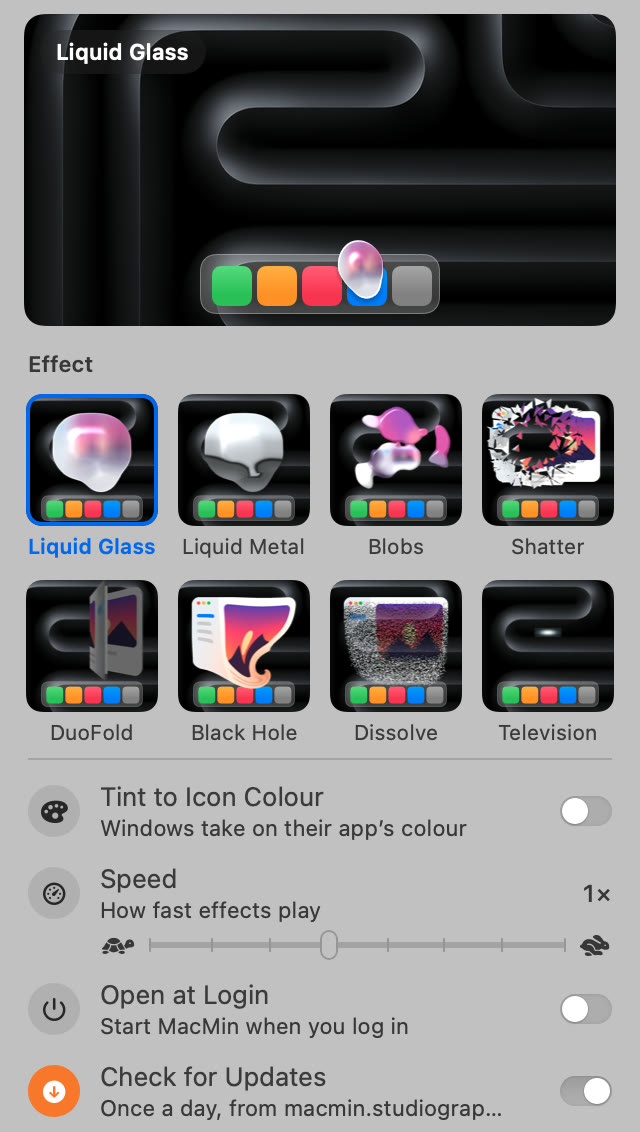 Liquid Glass
Effect
Liquid Glass
Liquid Metal
Blobs
Shatter
DuoFold
Black Hole
Dissolve
Television
Tint to Icon Colour
Windows take on their app’s colour
Speed
1×
How fast effects play
Open at Login
Start MacMin when you log in
Check for Updates
Once a day, from macmin.studiograp...